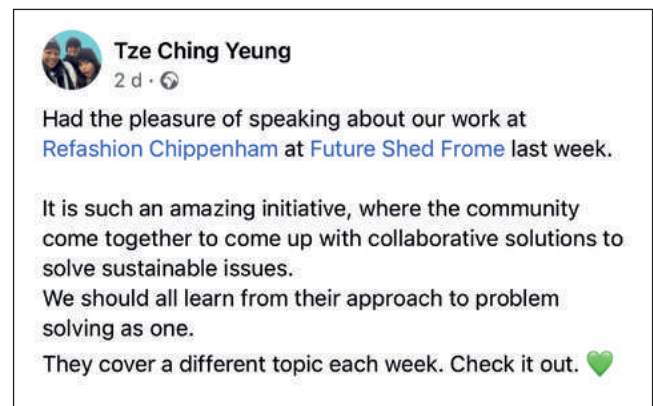 Tze Ching Yeung
2 d ·
Had the pleasure of speaking about our work at
Refashion Chippenham at Future Shed Frome last week.
It is such an amazing initiative, where the community
come together to come up with collaborative solutions to
solve sustainable issues.
We should all learn from their approach to problem
solving as one.
They cover a different topic each week. Check it out. 💚